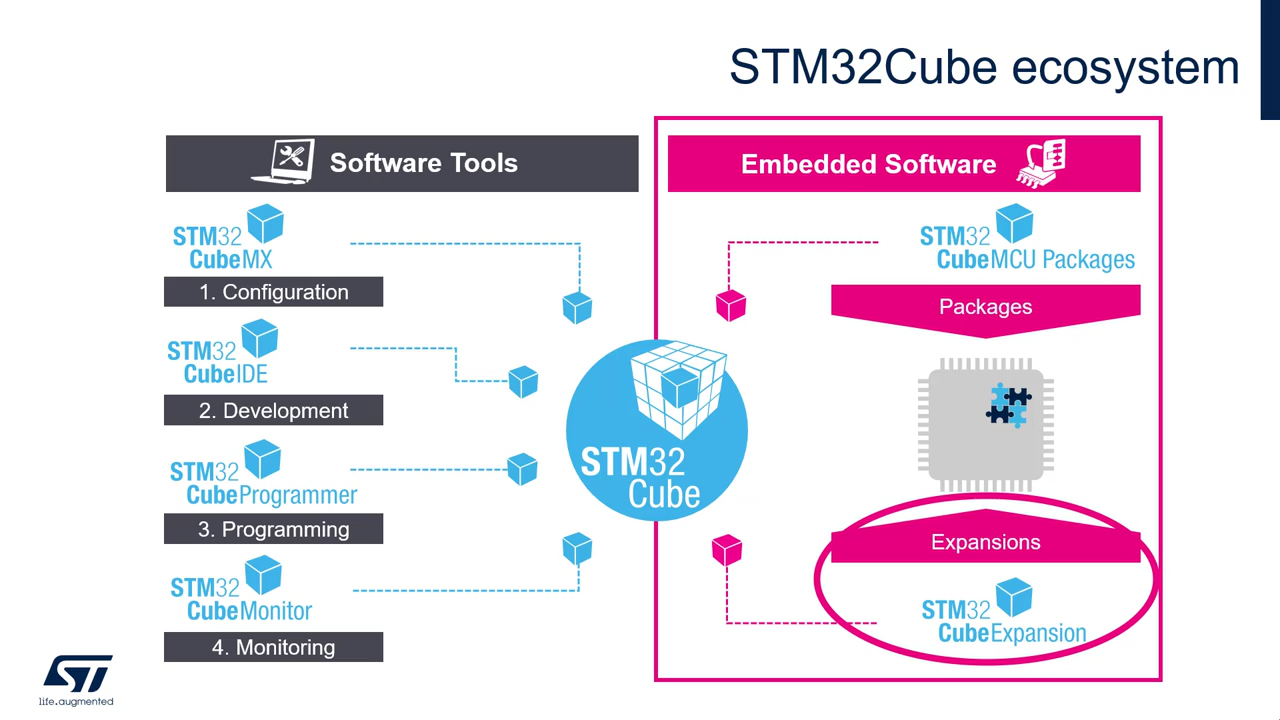 STM32Cube ecosystem
Software Tools
STM32
CubeMX
1. Configuration
STM32
CubeIDE
2. Development
STM32
CubeProgrammer
3. Programming
STM32
CubeMonitor
4. Monitoring
STM32
Cube
Embedded Software
STM32
CubeMCU Packages
Packages
Expansions
STM32
CubeExpansion
ST
life.augmented